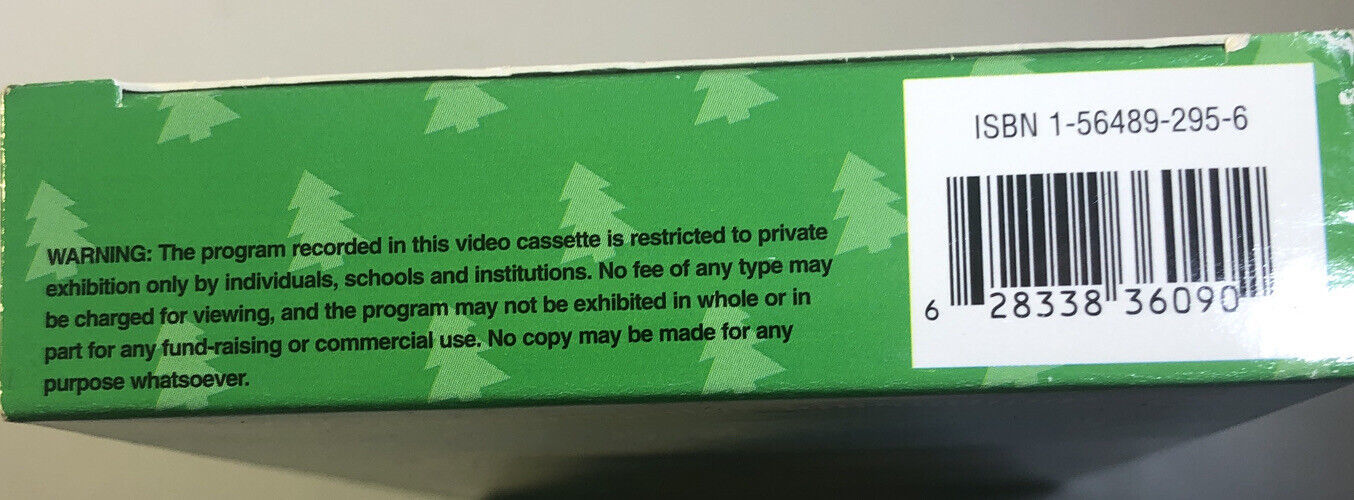 WARNING: The program recorded in this video cassette is restricted to private
exhibition only by individuals, schools and institutions. No fee of any type may
be charged for viewing, and the program may not be exhibited in whole or in
part for any fund-raising or commercial use. No copy may be made for any
purpose whatsoever.
ISBN 1-56489-295-6
6 28338 36090